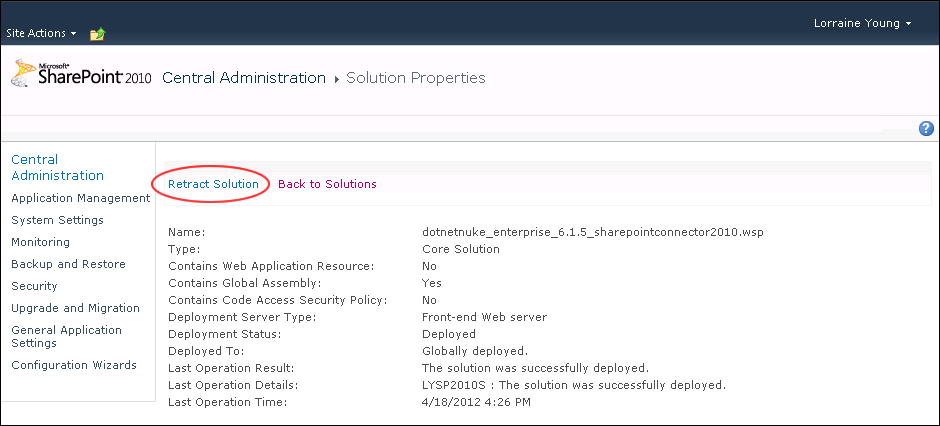 Lorraine Young
Site Actions
Microsoft®
SharePoint® 2010 Central Administration Solution Properties
Central
Administration
Application Management
System Settings
Monitoring
Backup and Restore
Security
Upgrade and Migration
General Application
Settings
Configuration Wizards
Retract Solution Back to Solutions
Name: dotnetnuke_enterprise_6.1.5_sharepointconnector2010.wsp
Type: Core Solution
Contains Web Application Resource: No
Contains Global Assembly: Yes
Contains Code Access Security Policy: No
Deployment Server Type: Front-end Web server
Deployment Status: Deployed
Deployed To: Globally deployed.
Last Operation Result: The solution was successfully deployed.
Last Operation Details: LYSP2010S : The solution was successfully deployed.
Last Operation Time: 4/18/2012 4:26 PM